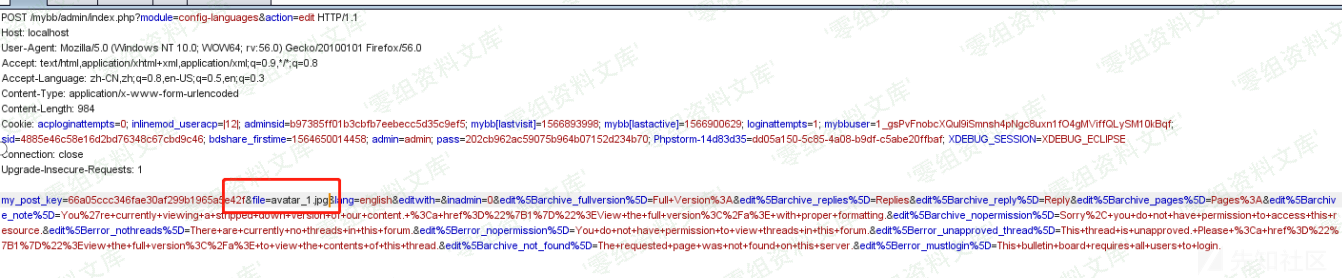 POST /mybb/admin/index.php?module=config-languages&action=edit HTTP/1.1
Host: localhost
User-Agent: Mozilla/5.0 (Windows NT 10.0; WOW64; rv:56.0) Gecko/20100101 Firefox/56.0
Accept: text/html,application/xhtml+xml,application/xml;q=0.9,*/*;q=0.8
Accept-Language: zh-CN,zh;q=0.8,en-US;q=0.5,en;q=0.3
Content-Type: application/x-www-form-urlencoded
Content-Length: 984
Cookie: acploginattempts=0; inlinemod_useracp=|12|; adminsid=b97385ff01b3cbfb7eebecc5d35c9ef5; mybb[lastvisit]=1566893998; mybb[lastactive]=1566900629; loginattempts=1; mybbuser=1_gsPvFnobcXQul9iSmnsh4pNgc8uxn1fO4gMViffQLySM10kBqf;
sid=4885e46c58e16d2bd76348c67cbd9c46; bdshare_firstime=1564650014458; admin=admin; pass=202cb962ac59075b964b07152d234b70; Phpstorm-14d83d35=dd05a150-5c85-4a08-b9df-c5abe20ffbaf; XDEBUG_SESSION=XDEBUG_ECLIPSE
Connection: close
Upgrade-Insecure-Requests: 1
my_post_key=66a05ccc346fae30af299b1965a5e42f&file=avatar_1.jpg&lang=english&editwith=&inadmin=0&edit%5Barchive_fullversion%5D=Full+Version%3A&edit%5Barchive_replies%5D=Replies&edit%5Barchive_reply%5D=Reply&edit%5Barchive_pages%5D=Pages%3A&edit%5Barchiv
e_note%5D=You%27re+currently+viewing+a+stripped+down+version+of+our+content.+%3Ca+href%3D%22%7B1%7D%22%3EView+the+full+version%3C%2Fa%3E+with+proper+formatting.&edit%5Barchive_nopermission%5D=Sorry%2C+you+do+not+have+permission+to+access+this+r
esource.&edit%5Berror_nothreads%5D=There+are+currently+no+threads+in+this+forum.&edit%5Berror_nopermission%5D=You+do+not+have+permission+to+view+threads+in+this+forum.&edit%5Berror_unapproved_thread%5D=This+thread+is+unapproved.+Please+%3Ca+href%3D%22%
7B1%7D%22%3Eview+the+full+version%3C%2Fa%3E+to+view+the+contents+of+this+thread.&edit%5Barchive_not_found%5D=The+requested+page+was+not+found+on+this+server.&edit%5Berror_mustlogin%5D=This+bulletin+board+requires+all+users+to+login.
'零组资料文库'
先知社区